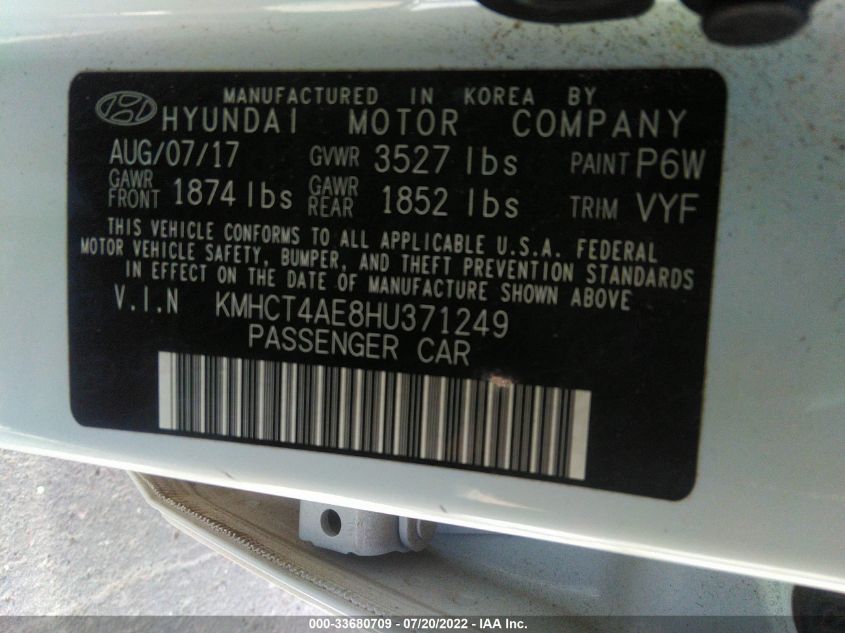 MANUFACTURED IN KOREA BY
HYUNDAI MOTOR COMPANY
AUG/07/17 GVWR 3527 lbs PAINT P6W
GAWR FRONT 1874 lbs GAWR REAR 1852 lbs TRIM VYF
THIS VEHICLE CONFORMS TO ALL APPLICABLE U.S.A. FEDERAL
MOTOR VEHICLE SAFETY, BUMPER, AND THEFT PREVENTION STANDARDS
IN EFFECT ON THE DATE OF MANUFACTURE SHOWN ABOVE
V.I.N KMHCT4AE8HU371249
PASSENGER CAR
000-33680709 - 07/20/2022 - IAA Inc.